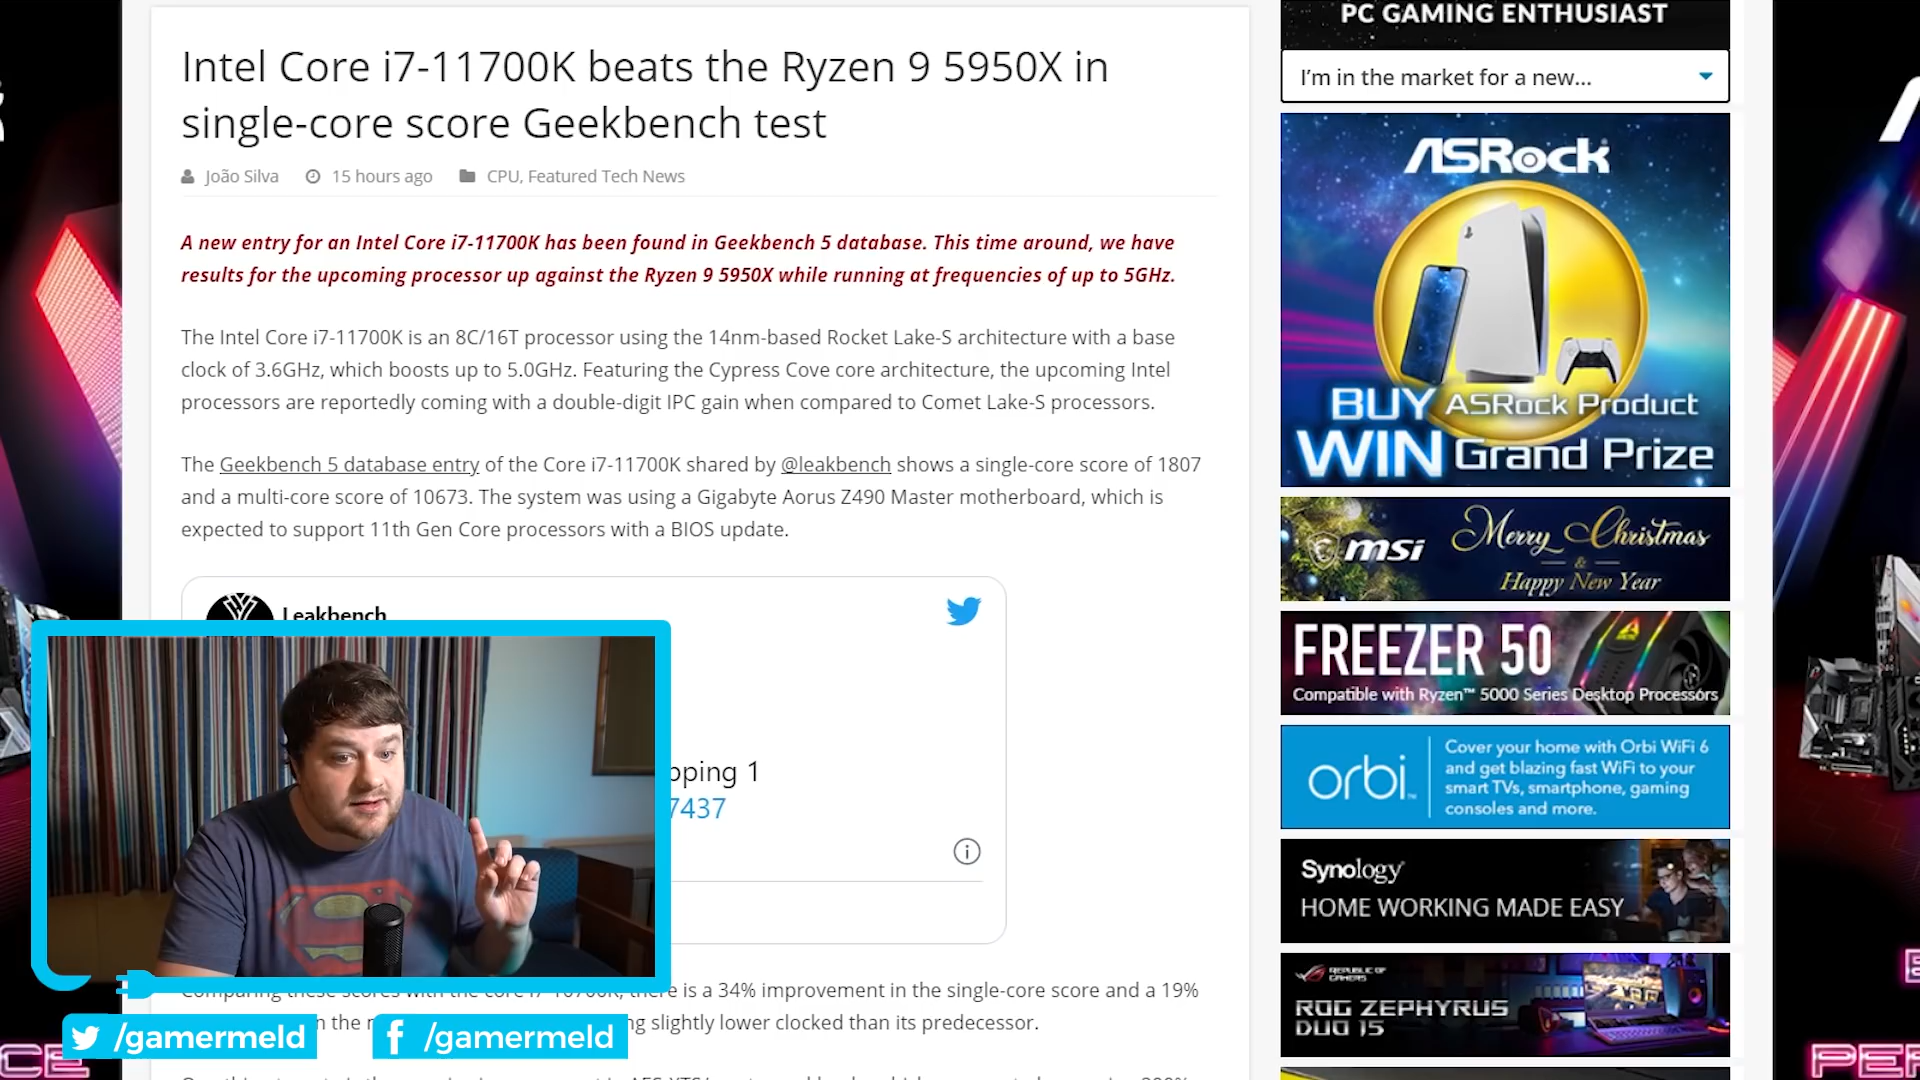 Intel Core i7-11700K beats the Ryzen 9 5950X in
single-core score Geekbench test
João Silva 15 hours ago CPU, Featured Tech News
A new entry for an Intel Core i7-11700K has been found in Geekbench 5 database. This time around, we have
results for the upcoming processor up against the Ryzen 9 5950X while running at frequencies of up to 5GHz.
The Intel Core i7-11700K is an 8C/16T processor using the 14nm-based Rocket Lake-S architecture with a base
clock of 3.6GHz, which boosts up to 5.0GHz. Featuring the Cypress Cove core architecture, the upcoming Intel
processors are reportedly coming with a double-digit IPC gain when compared to Comet Lake-S processors.
The Geekbench 5 database entry of the Core i7-11700K shared by @leakbench shows a single-core score of 1807
and a multi-core score of 10673. The system was using a Gigabyte Aorus Z490 Master motherboard, which is
expected to support 11th Gen Core processors with a BIOS update.
Leakbench
pping 1
7437
Comparing these scores with the Core i7-10700K, there is a 34% improvement in the single-core score and a 19%
slightly lower clocked than its predecessor.
/gamermeld /gamermeld
PC GAMING ENTHUSIAST
I'm in the market for a new...
ASRock
BUY ASRock Product
WIN Grand Prize
msi
Merry Christmas
&
Happy New Year
FREEZER 50
Compatible with Ryzen™ 5000 Series Desktop Processors
orbi™
Cover your home with Orbi WiFi 6
and get blazing fast WiFi to your
smart TVs, smartphone, gaming
consoles and more.
Synology
HOME WORKING MADE EASY
REPUBLIC OF
GAMERS
ROG ZEPHYRUS
DUO 15
CE
PER